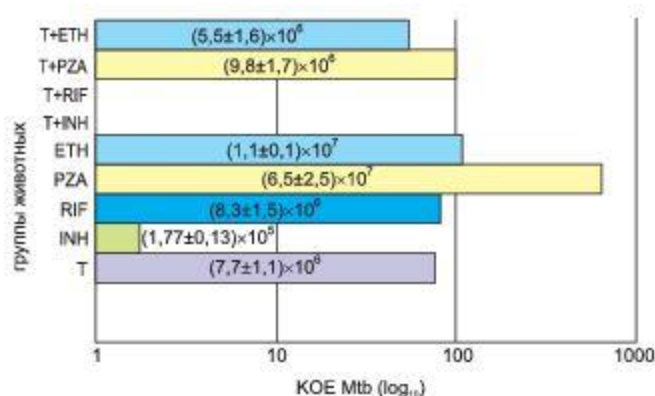 T+ETH
(5,5±1,6)×10⁶
T+PZA
(9,8±1,7)×10⁶
T+RIF
T+INH
ETH
(1,1±0,1)×10⁷
PZA
(6,5±2,5)×10⁷
RIF
(8,3±1,5)×10⁶
INH
(1,77±0,13)×10⁵
T
(7,7±1,1)×10⁶
группы животных
1 10 100 1000
КОЕ Mtb (log₁₀)